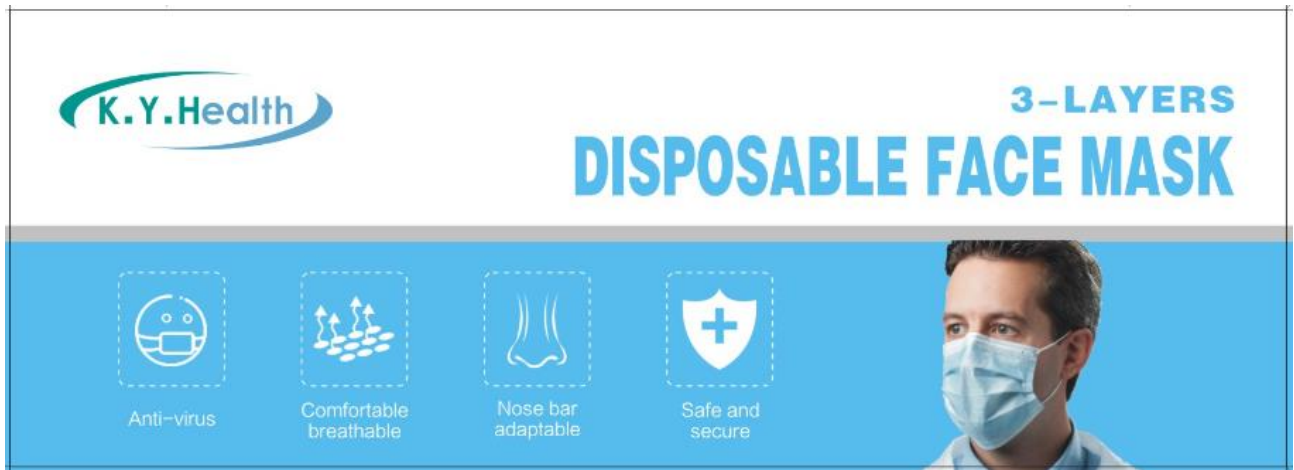 K.Y.Health
3-LAYERS
DISPOSABLE FACE MASK
Anti-virus
Comfortable
breathable
Nose bar
adaptable
Safe and
secure